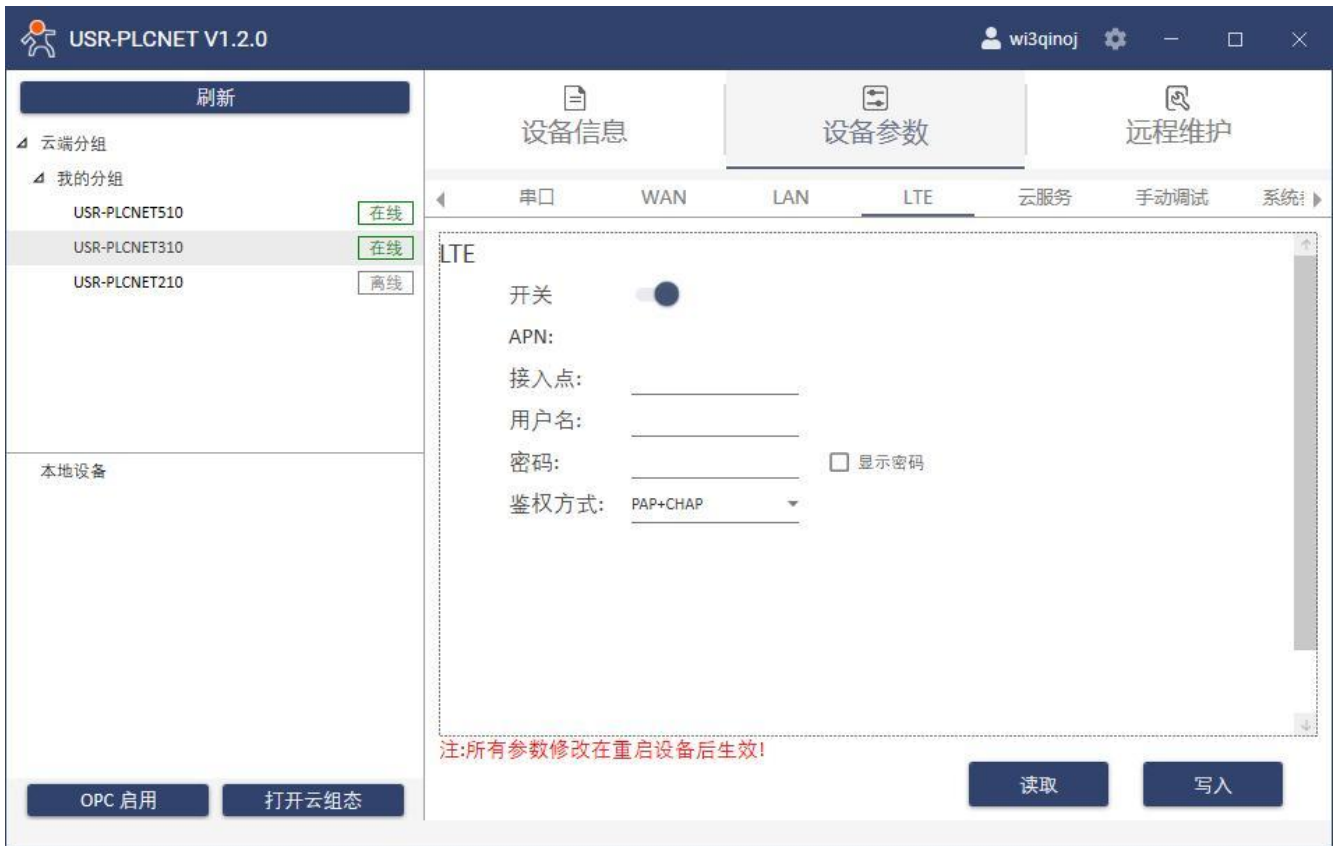 USR-PLCNET V1.2.0
wi3qinoj
刷新
云端分组
我的分组
USR-PLCNET510 在线
USR-PLCNET310 在线
USR-PLCNET210 离线
本地设备
OPC 启用 打开云组态
设备信息 设备参数 远程维护
串口 WAN LAN LTE 云服务 手动调试 系统
LTE
开关
APN:
接入点:
用户名:
密码: 显示密码
鉴权方式: PAP+CHAP
注:所有参数修改在重启设备后生效!
读取 写入